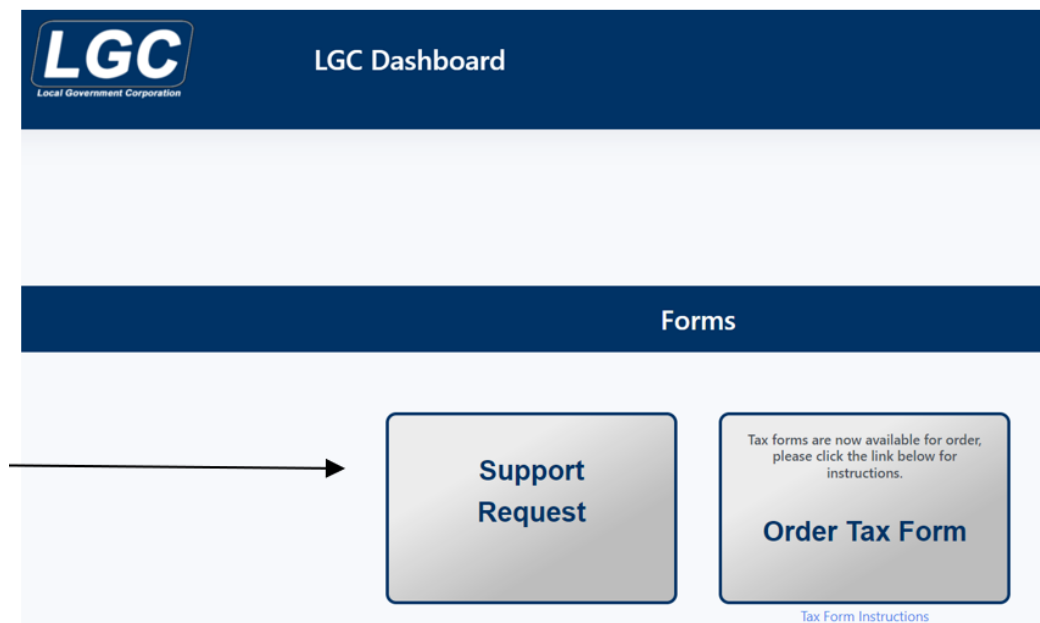 LGC
Local Government Corporation
LGC Dashboard
Forms
Support
Request
Tax forms are now available for order,
please click the link below for
instructions.
Order Tax Form
Tax Form Instructions